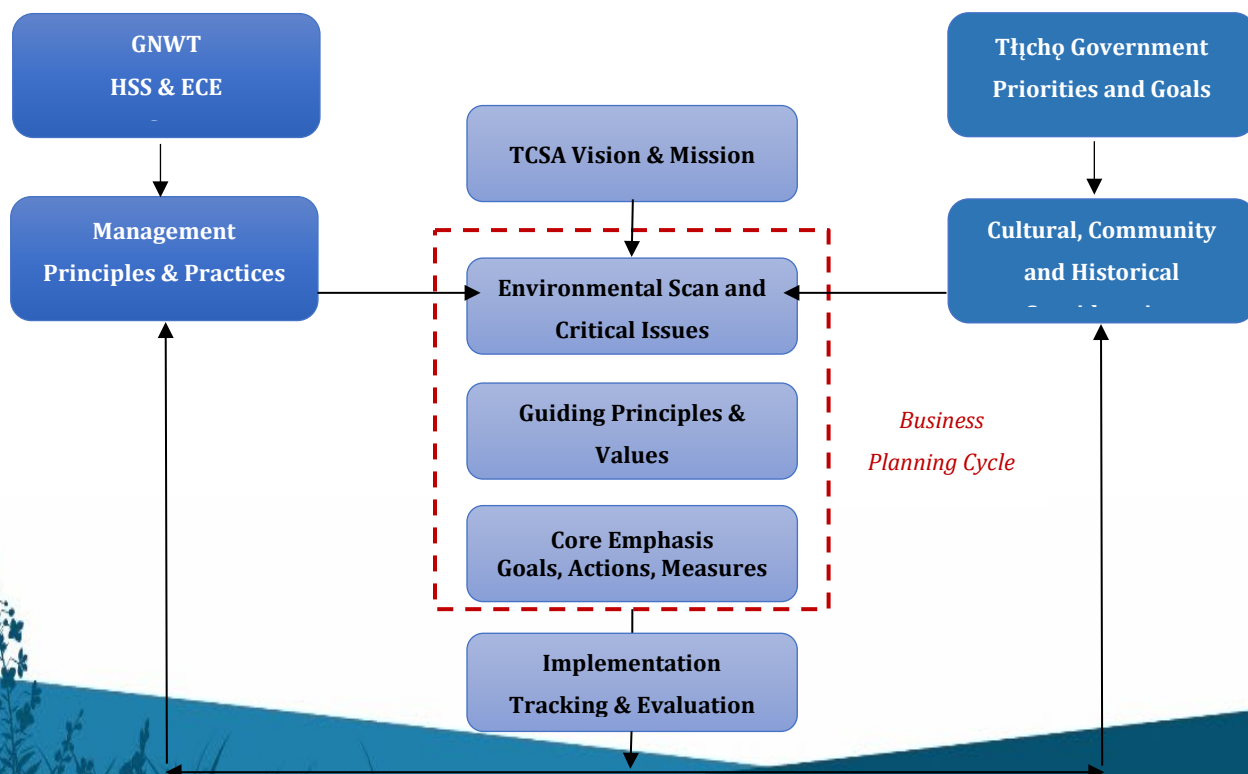 GNWT
HSS & ECE
Tłı̨chǫ Government
Priorities and Goals
TCSA Vision & Mission
Management
Principles & Practices
Cultural, Community
and Historical
Environmental Scan and
Critical Issues
Guiding Principles &
Values
Business
Planning Cycle
Core Emphasis
Goals, Actions, Measures
Implementation
Tracking & Evaluation